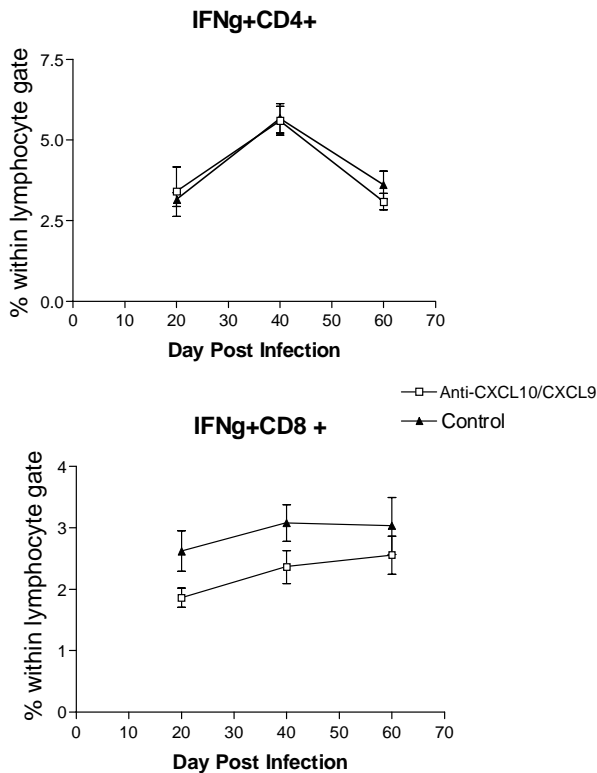 IFNg+CD4+
% within lymphocyte gate
7.5
5.0
2.5
0.0
0 10 20 30 40 50 60 70
Day Post Infection
Anti-CXCL10/CXCL9
Control
IFNg+CD8 +
% within lymphocyte gate
4
3
2
1
0
0 10 20 30 40 50 60 70
Day Post Infection